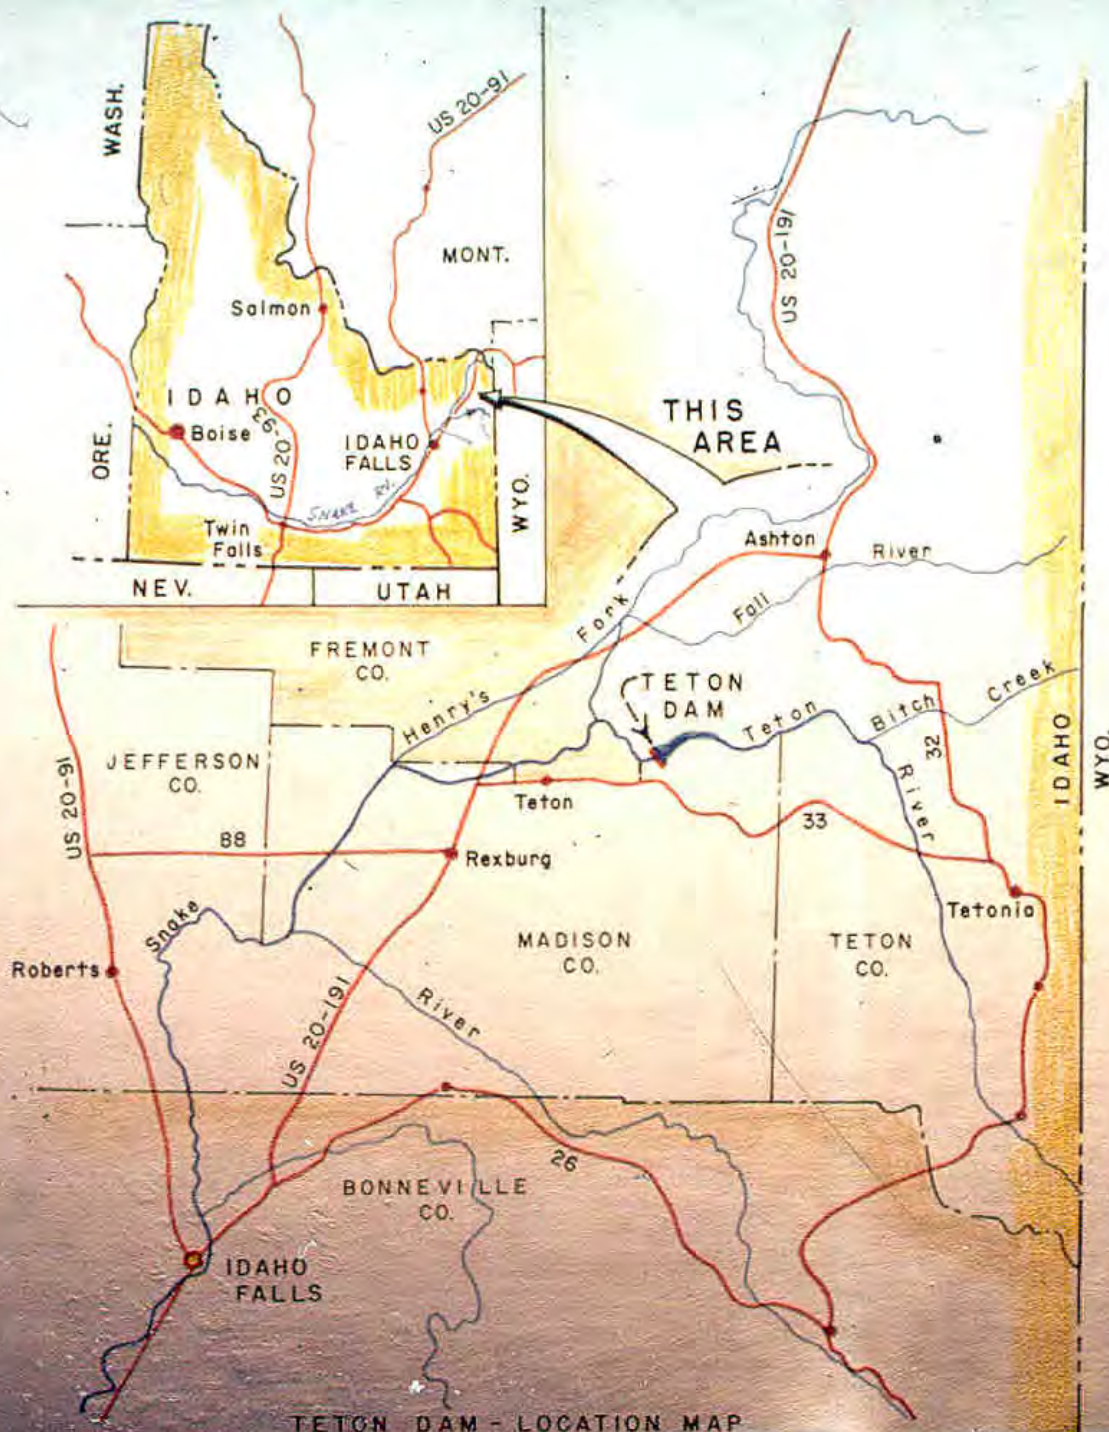 WASH.
US 20-91
MONT.
Salmon
IDAHO
Boise
ORE.
US 20-93
IDAHO
FALLS
SNAKE RV.
Twin
Falls
WYO.
NEV.
UTAH
THIS
AREA
US 20-191
Ashton
Fall River
Henry's Fork
FREMONT
CO.
TETON
DAM
Teton River
Bitch Creek
32
IDAHO
WYO.
JEFFERSON
CO.
US 20-91
88
Teton
33
Rexburg
Tetonia
Snake River
Roberts
MADISON
CO.
TETON
CO.
US 20-191
26
BONNEVILLE
CO.
IDAHO
FALLS
TETON DAM - LOCATION MAP